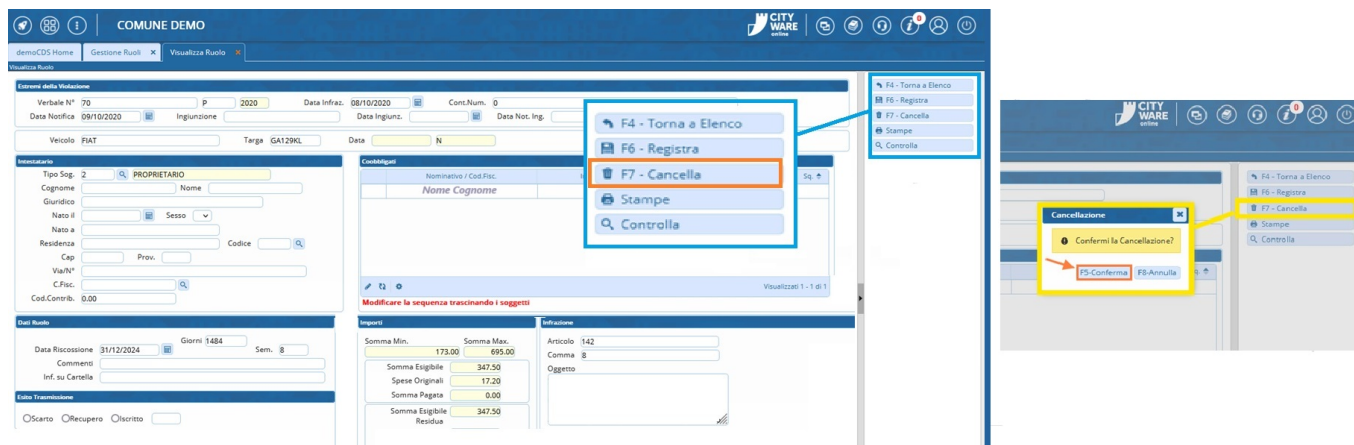 COMUNE DEMO
CITY WARE online
0
demoCDS Home Gestione Ruoli × Visualizza Ruolo ×
Visualizza Ruolo
Estremi della Violazione
Verbale N° 70 P 2020 Data Infraz. 08/10/2020 Cont.Num. 0
Data Notifica 09/10/2020 Ingiunzione Data Ingiunz. Data Not. Ing.
Veicolo FIAT Targa GA129KL Data N
Intestatario
Tipo Sog. 2 PROPRIETARIO
Cognome Nome
Giuridico
Nato il Sesso
Nato a
Residenza Codice
Cap Prov.
Via/N°
C.Fisc.
Cod.Contrib. 0.00
Coobbligati
Nominativo / Cod.Fisc. Sq.
Nome Cognome
Visualizzati 1 - 1 di 1
Modificare la sequenza trascinando i soggetti
F4 - Torna a Elenco
F6 - Registra
F7 - Cancella
Stampe
Controlla
F4 - Torna a Elenco
F6 - Registra
F7 - Cancella
Stampe
Controlla
Dati Ruolo
Giorni 1484
Data Riscossione 31/12/2024 Sem. 8
Commenti
Inf. su Cartella
Esito Trasmissione
Scarto Recupero Iscritto
Importi
Somma Min. Somma Max.
173.00 695.00
Somma Esigibile 347.50
Spese Originali 17.20
Somma Pagata 0.00
Somma Esigibile Residua 347.50
Infrazione
Articolo 142
Comma 8
Oggetto
CITY WARE online
0
F4 - Torna a Elenco
F6 - Registra
F7 - Cancella
Stampe
Controlla
Cancellazione
Confermi la Cancellazione?
F5-Conferma F8-Annulla